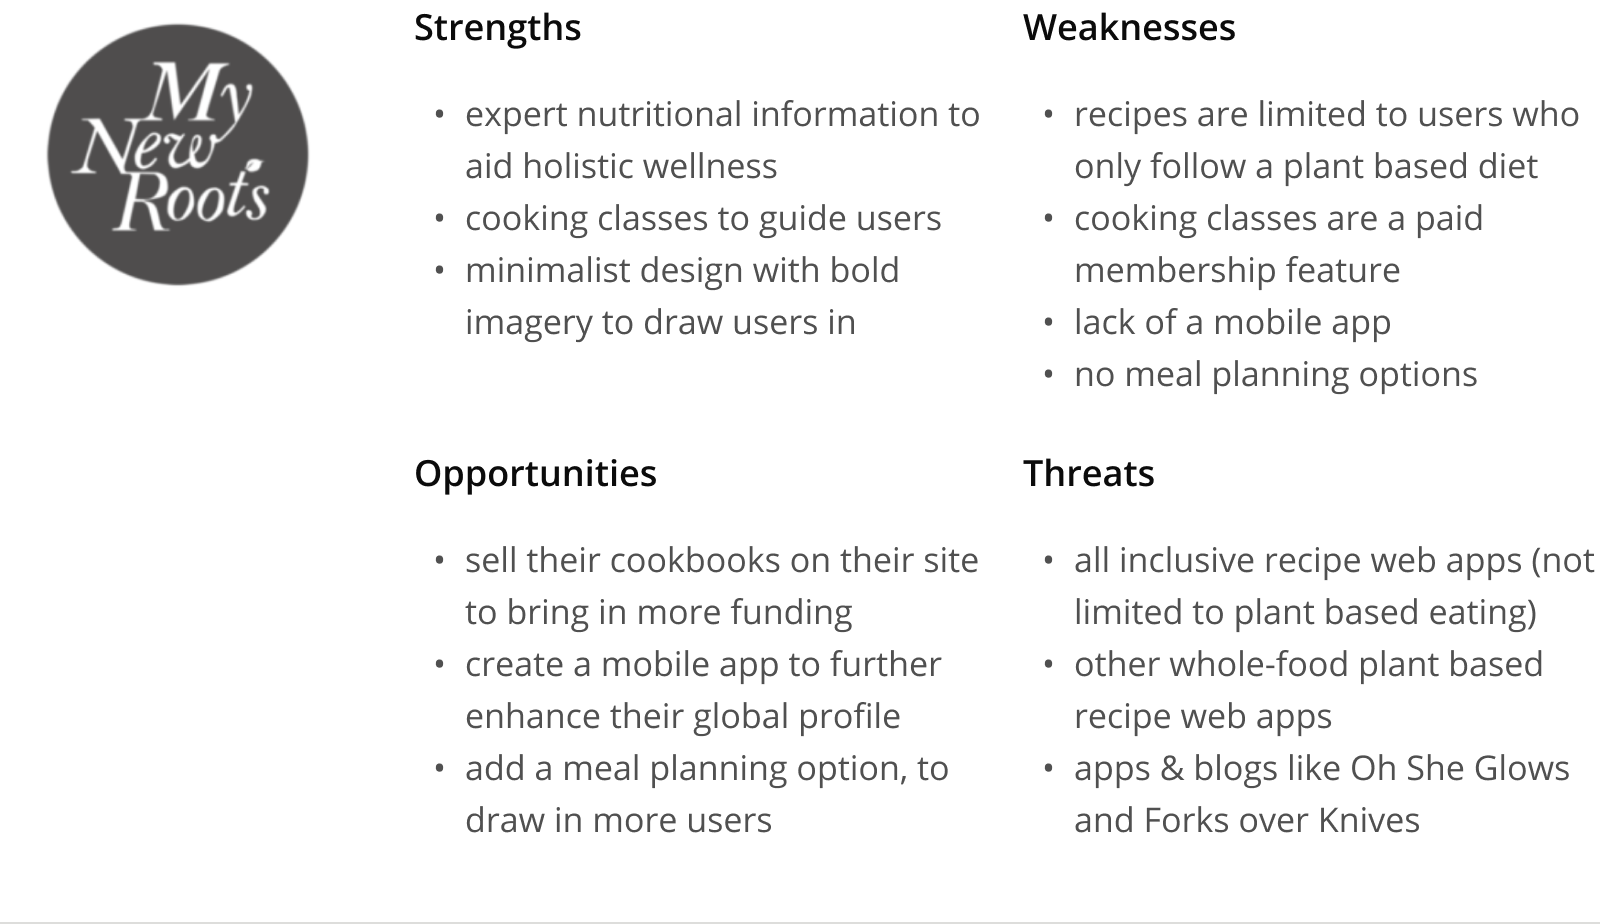 My
New
Roots
Strengths
• expert nutritional information to
aid holistic wellness
• cooking classes to guide users
• minimalist design with bold
imagery to draw users in
Weaknesses
• recipes are limited to users who
only follow a plant based diet
• cooking classes are a paid
membership feature
• lack of a mobile app
• no meal planning options
Opportunities
• sell their cookbooks on their site
to bring in more funding
• create a mobile app to further
enhance their global profile
• add a meal planning option, to
draw in more users
Threats
• all inclusive recipe web apps (not
limited to plant based eating)
• other whole-food plant based
recipe web apps
• apps & blogs like Oh She Glows
and Forks over Knives